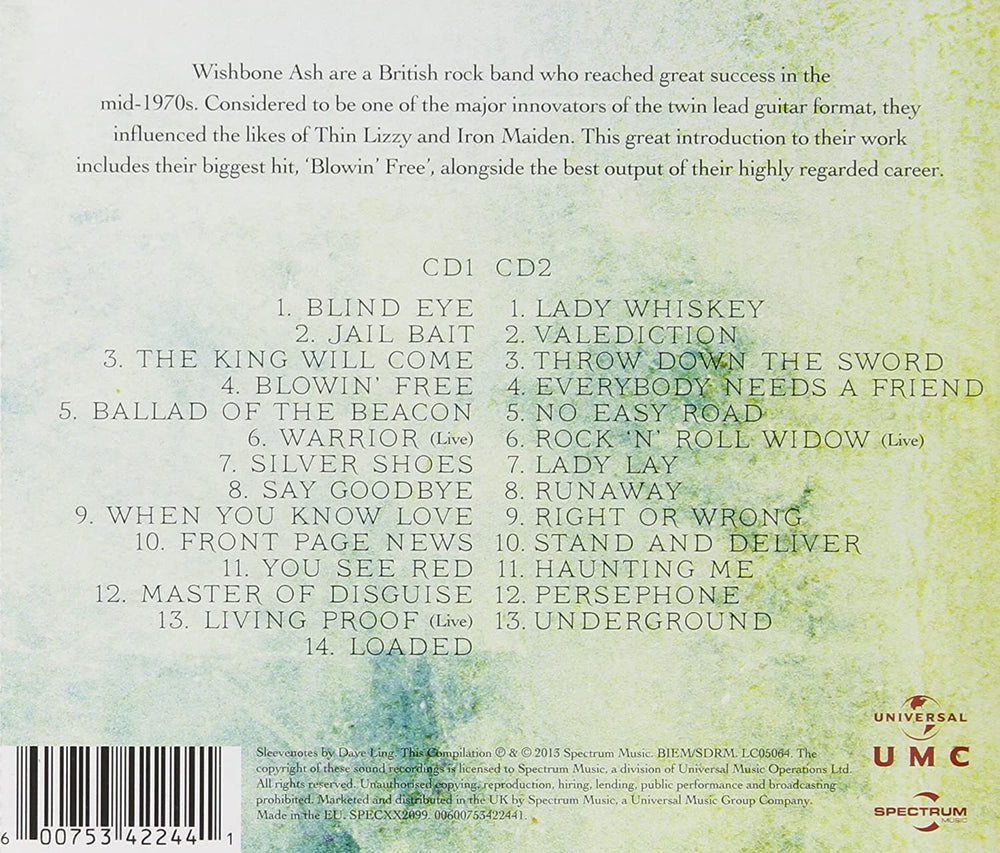 Wishbone Ash are a British rock band who reached great success in the
mid-1970s. Considered to be one of the major innovators of the twin lead guitar format, they
influenced the likes of Thin Lizzy and Iron Maiden. This great introduction to their work
includes their biggest hit, ‘Blowin’ Free’, alongside the best output of their highly regarded career.
CD1
1. BLIND EYE
2. JAIL BAIT
3. THE KING WILL COME
4. BLOWIN’ FREE
5. BALLAD OF THE BEACON
6. WARRIOR (Live)
7. SILVER SHOES
8. SAY GOODBYE
9. WHEN YOU KNOW LOVE
10. FRONT PAGE NEWS
11. YOU SEE RED
12. MASTER OF DISGUISE
13. LIVING PROOF (Live)
14. LOADED
CD2
1. LADY WHISKEY
2. VALEDICTION
3. THROW DOWN THE SWORD
4. EVERYBODY NEEDS A FRIEND
5. NO EASY ROAD
6. ROCK ‘N’ ROLL WIDOW (Live)
7. LADY LAY
8. RUNAWAY
9. RIGHT OR WRONG
10. STAND AND DELIVER
11. HAUNTING ME
12. PERSEPHONE
13. UNDERGROUND
UNIVERSAL
UMC
SPECTRUM
MUSIC
Sleevenotes by Dave Ling. This Compilation ℗ & © 2013 Spectrum Music. BIEM/SDRM. LC05064. The
copyright of these sound recordings is licensed to Spectrum Music, a division of Universal Music Operations Ltd.
All rights reserved. Unauthorised copying, reproduction, hiring, lending, public performance and broadcasting
prohibited. Marketed and distributed in the UK by Spectrum Music, a Universal Music Group Company.
Made in the EU. SPECXX2099. 00600753422441.
6 00753 42244 1